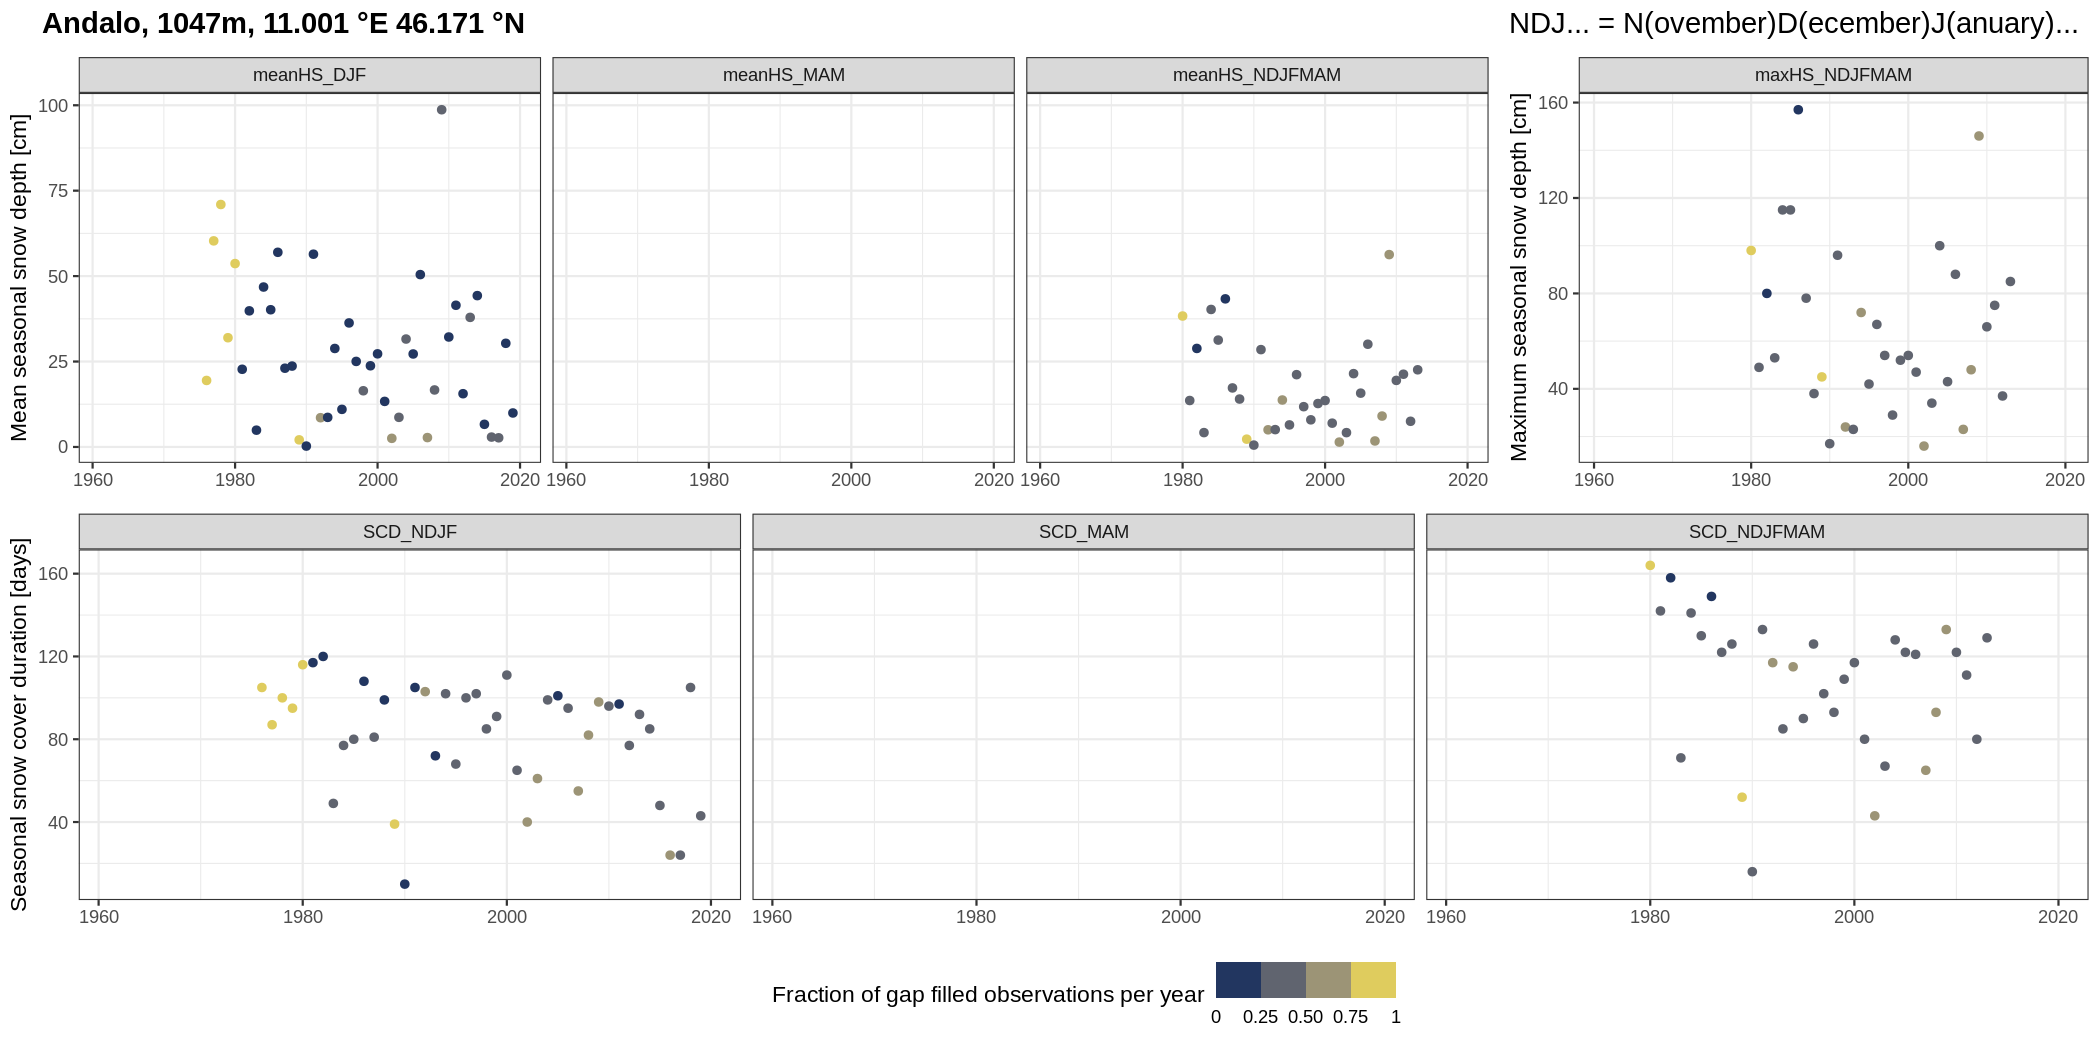 Andalo, 1047m, 11.001 °E 46.171 °N
NDJ... = N(ovember)D(ecember)J(anuary)...
meanHS_DJF
meanHS_MAM
meanHS_NDJFMAM
maxHS_NDJFMAM
Mean seasonal snow depth [cm]
100
75
50
25
0
1960 1980 2000 2020
1960 1980 2000 2020
1960 1980 2000 2020
Maximum seasonal snow depth [cm]
160
120
80
40
1960 1980 2000 2020
SCD_NDJF
SCD_MAM
SCD_NDJFMAM
Seasonal snow cover duration [days]
160
120
80
40
1960 1980 2000 2020
1960 1980 2000 2020
1960 1980 2000 2020
Fraction of gap filled observations per year
0 0.25 0.50 0.75 1